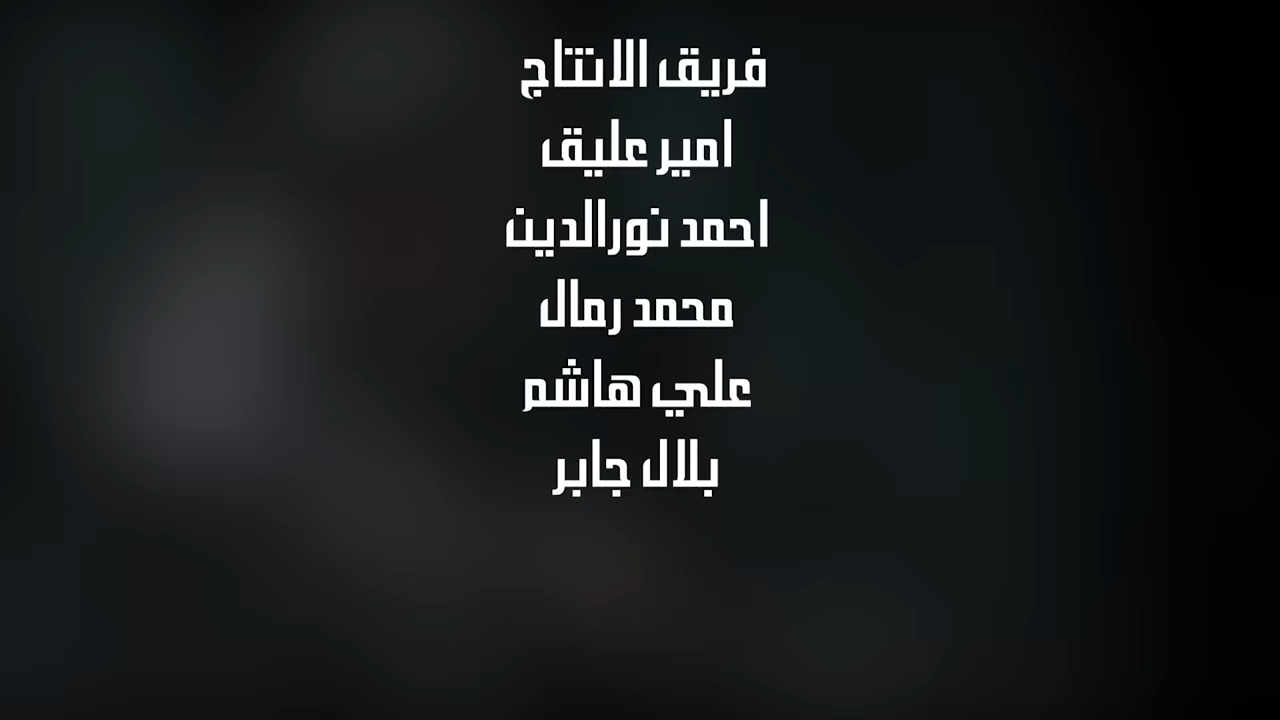 فريق الانتاج
امير عليق
احمد نورالدين
محمد رمال
علي هاشم
بلال جابر